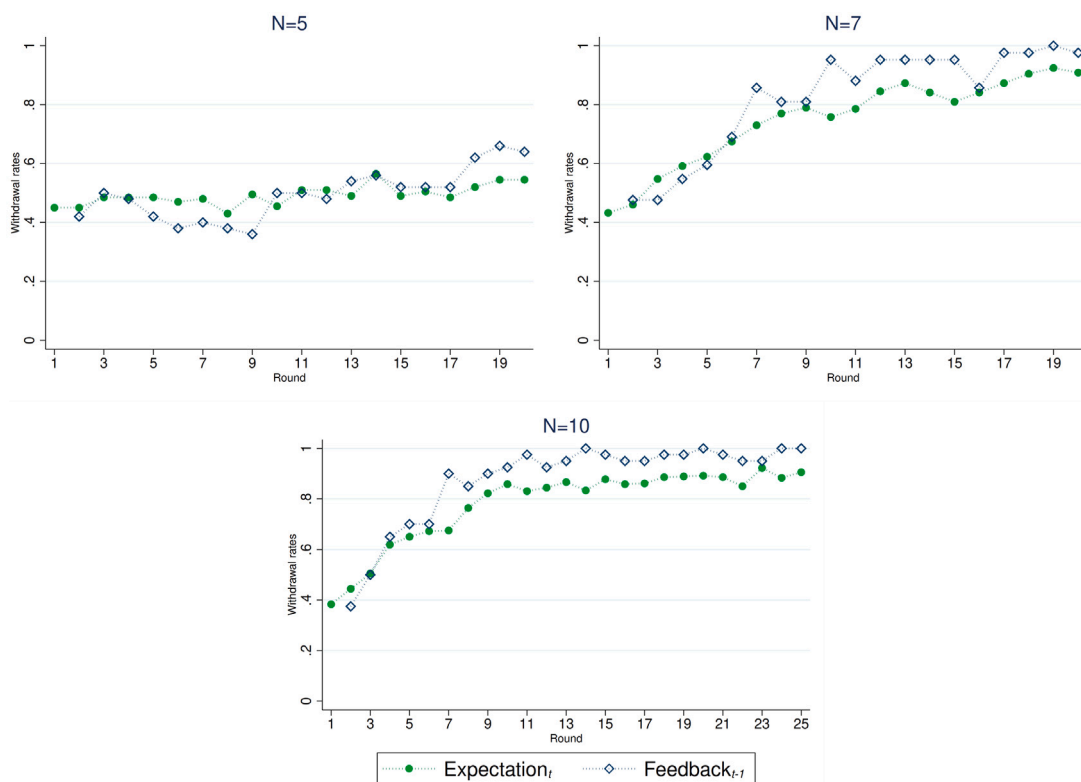 N=5
N=7
Withdrawal rates
0 .2 .4 .6 .8 1
1 3 5 7 9 11 13 15 17 19
Round
Withdrawal rates
0 .2 .4 .6 .8 1
1 3 5 7 9 11 13 15 17 19
Round
N=10
Withdrawal rates
0 .2 .4 .6 .8 1
1 3 5 7 9 11 13 15 17 19 21 23 25
Round
Expectationt Feedbackt-1